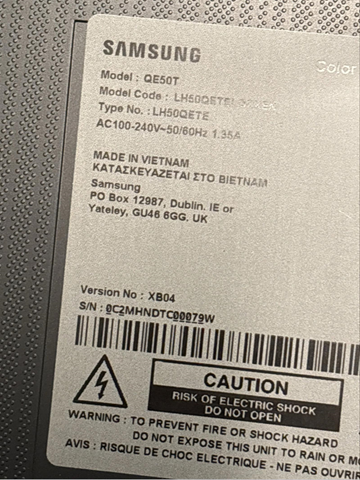 SAMSUNG
Color
Model : QE50T
Model Code :
Type No. : LH50QETE
AC100-240V~50/60Hz 1.35A
MADE IN VIETNAM
ΚΑΤΑΣΚΕΥΑΖΕΤΑΙ ΣΤΟ ΒΙΕΤΝΑΜ
Samsung
PO Box 12987, Dublin. IE or
Yateley, GU46 6GG. UK
Version No : XB04
S/N : 0C2MHNDTC00079W
CAUTION
RISK OF ELECTRIC SHOCK
DO NOT OPEN
WARNING : TO PREVENT FIRE OR SHOCK HAZARD
DO NOT EXPOSE THIS UNIT TO RAIN OR
AVIS : RISQUE DE CHOC ELECTRIQUE - NE PAS